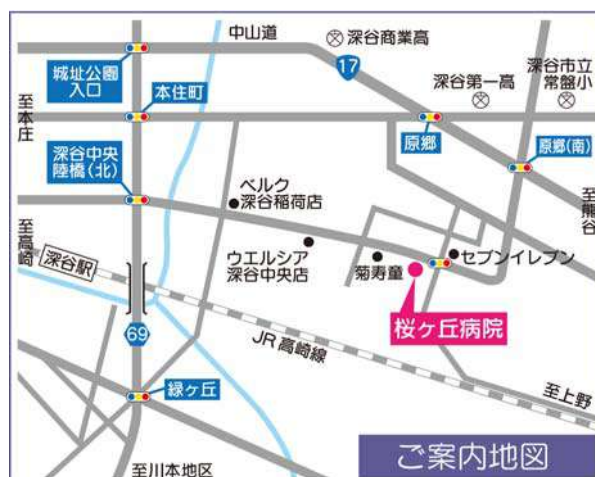 中山道
深谷商業高
17
城址公園
入口
深谷第一高
深谷市立
常盤小
至本庄
本住町
原郷
原郷(南)
深谷中央
陸橋(北)
ベルク
深谷稲荷店
至熊谷
至高崎
ウエルシア
深谷中央店
菊寿童
セブンイレブン
深谷駅
桜ヶ丘病院
69
JR高崎線
緑ヶ丘
至上野
至川本地区
ご案内地図